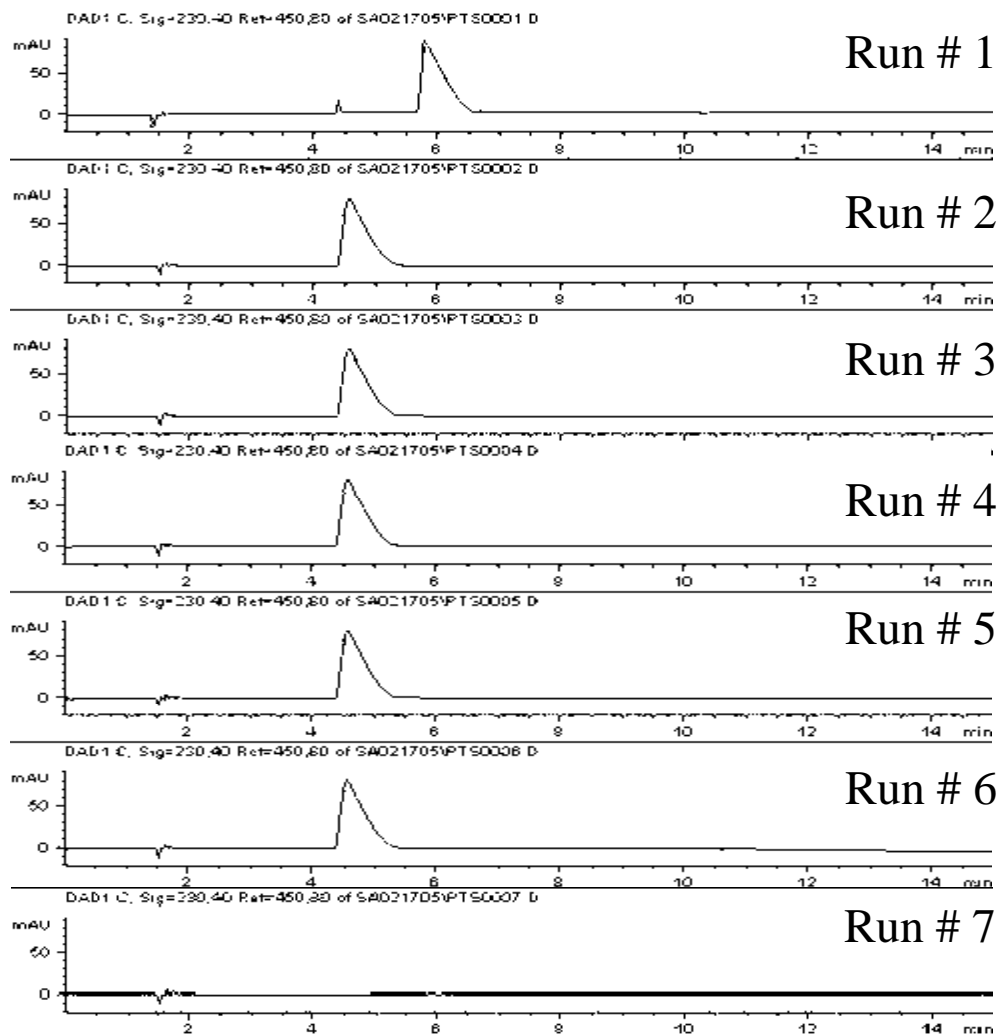 DAD1 C, Sig=230,40 Ref=450,80 of SA021705\PTS0001.D
mAU
Run # 1
50
0
2 4 6 8 10 12 14 min
DAD1 C, Sig=230,40 Ref=450,80 of SA021705\PTS0002.D
mAU
Run # 2
50
0
2 4 6 8 10 12 14 min
DAD1 C, Sig=230,40 Ref=450,80 of SA021705\PTS0003.D
mAU
Run # 3
50
0
2 4 6 8 10 12 14 min
DAD1 C, Sig=230,40 Ref=450,80 of SA021705\PTS0004.D
mAU
Run # 4
50
0
2 4 6 8 10 12 14 min
DAD1 C, Sig=230,40 Ref=450,80 of SA021705\PTS0005.D
mAU
Run # 5
50
0
2 4 6 8 10 12 14 min
DAD1 C, Sig=230,40 Ref=450,80 of SA021705\PTS0006.D
mAU
Run # 6
50
0
2 4 6 8 10 12 14 min
DAD1 C, Sig=230,40 Ref=450,80 of SA021705\PTS0007.D
mAU
Run # 7
50
0
2 4 6 8 10 12 14 min